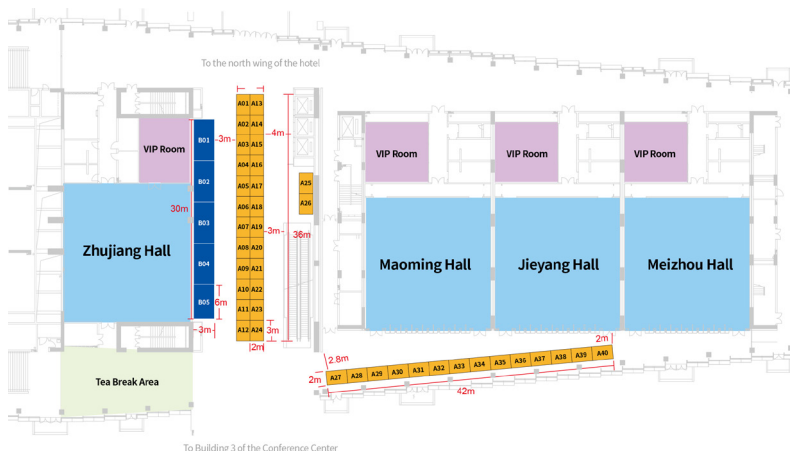 To the north wing of the hotel
A01 A13
A02 A14
A03 A15
A04 A16
A05 A17
A06 A18
A07 A19
A08 A20
A09 A21
A10 A22
A11 A23
A12 A24
3m
4m
3m
36m
3m
2m
B01
B02
B03
B04
B05
30m
6m
3m
A25
A26
VIP Room
VIP Room
VIP Room
VIP Room
Zhujiang Hall
Maoming Hall
Jieyang Hall
Meizhou Hall
Tea Break Area
2.8m
2m
2m
A27 A28 A29 A30 A31 A32 A33 A34 A35 A36 A37 A38 A39 A40
42m
To Building 3 of the Conference Center